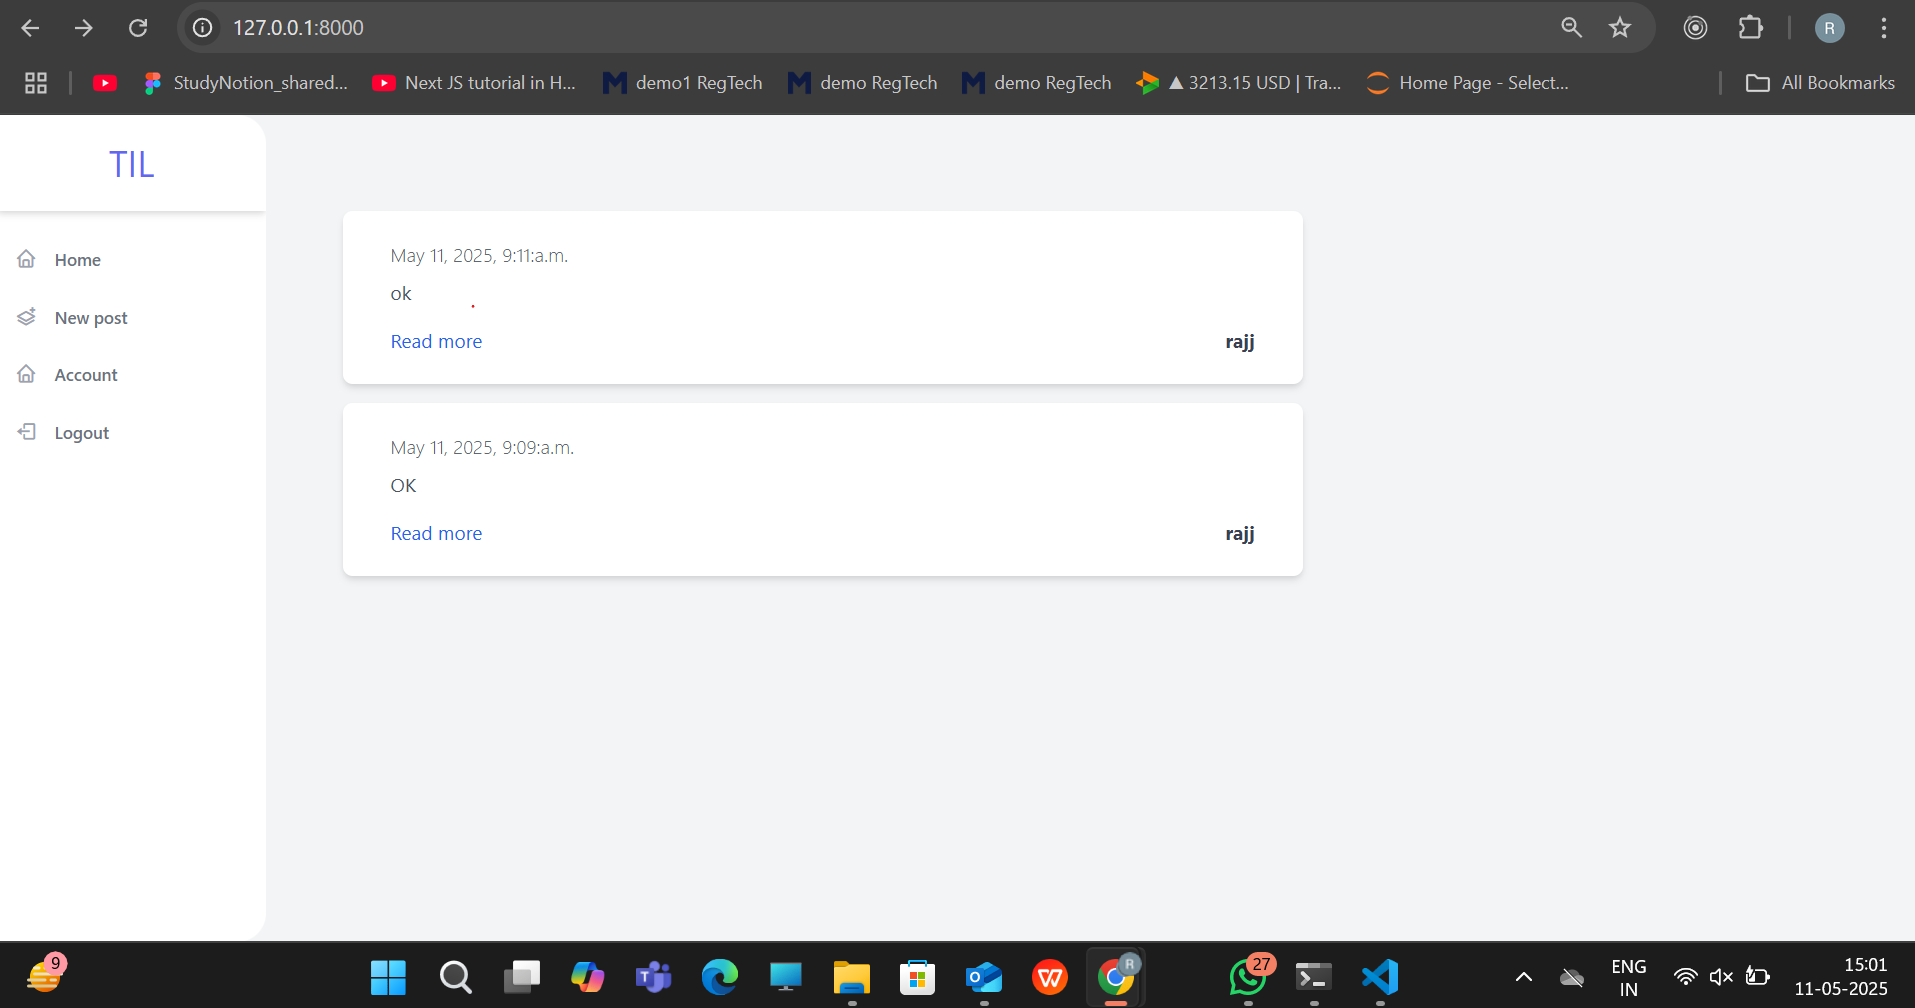 127.0.0.1:8000
StudyNotion_shared...
Next JS tutorial in H...
demo1 RegTech
demo RegTech
demo RegTech
▲ 3213.15 USD | Tra...
Home Page - Select...
All Bookmarks
R
TIL
Home
New post
Account
Logout
May 11, 2025, 9:11:a.m.
ok
Read more
rajj
May 11, 2025, 9:09:a.m.
OK
Read more
rajj
9
R
27
ENG
IN
15:01
11-05-2025